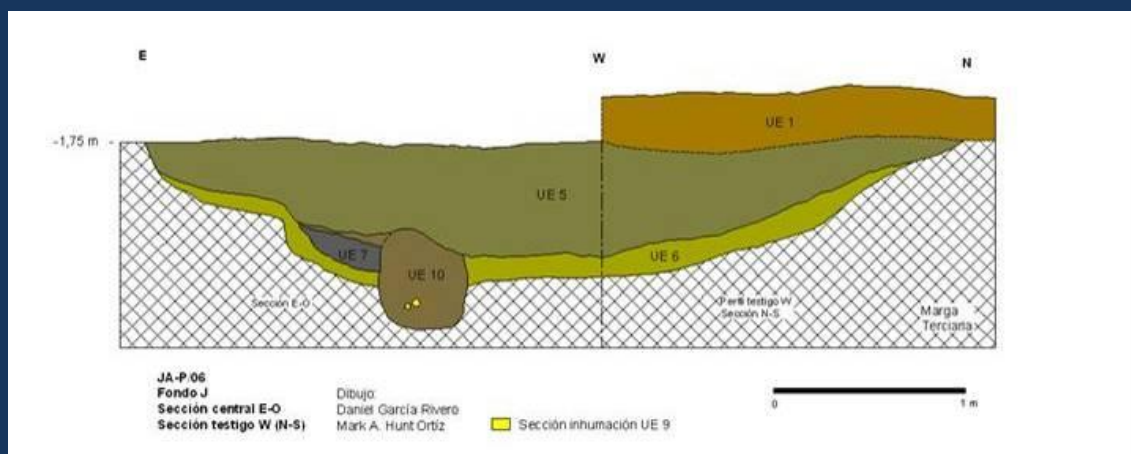 E W N
-1,75 m
UE 1
UE 5
UE 7
UE 6
UE 10
Sección E-O
Perfil testigo W
Sección N-S
Marga
Terciaria
JA-P.06
Fondo J
Sección central E-O
Sección testigo W (N-S)
Dibujo:
Daniel García Rivero
Mark A. Hunt Ortíz
Sección inhumación UE 9
0 1 m